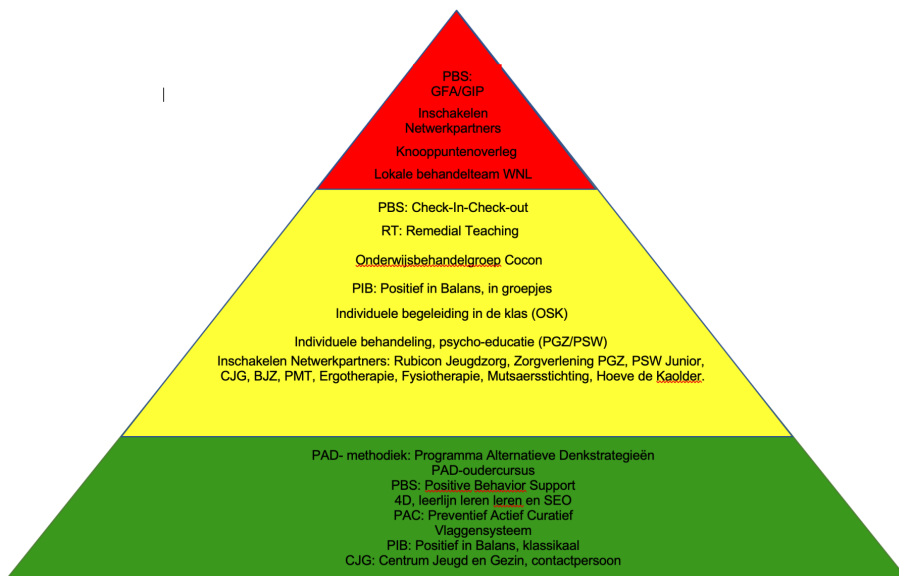 PBS:
GFA/GIP
Inschakelen
Netwerkpartners
Knooppuntenoverleg
Lokale behandelteam WNL
PBS: Check-In-Check-out
RT: Remedial Teaching
Onderwijsbehandelgroep Cocon
PIB: Positief in Balans, in groepjes
Individuele begeleiding in de klas (OSK)
Individuele behandeling, psycho-educatie (PGZ/PSW)
Inschakelen Netwerkpartners: Rubicon Jeugdzorg, Zorgverlening PGZ, PSW Junior,
CJG, BJZ, PMT, Ergotherapie, Fysiotherapie, Mutsaersstichting, Hoeve de Kaolder.
PAD- methodiek: Programma Alternatieve Denkstrategieën
PAD-oudercursus
PBS: Positive Behavior Support
4D, leerlijn leren leren en SEO
PAC: Preventief Actief Curatief
Vlaggensysteem
PIB: Positief in Balans, klassikaal
CJG: Centrum Jeugd en Gezin, contactpersoon